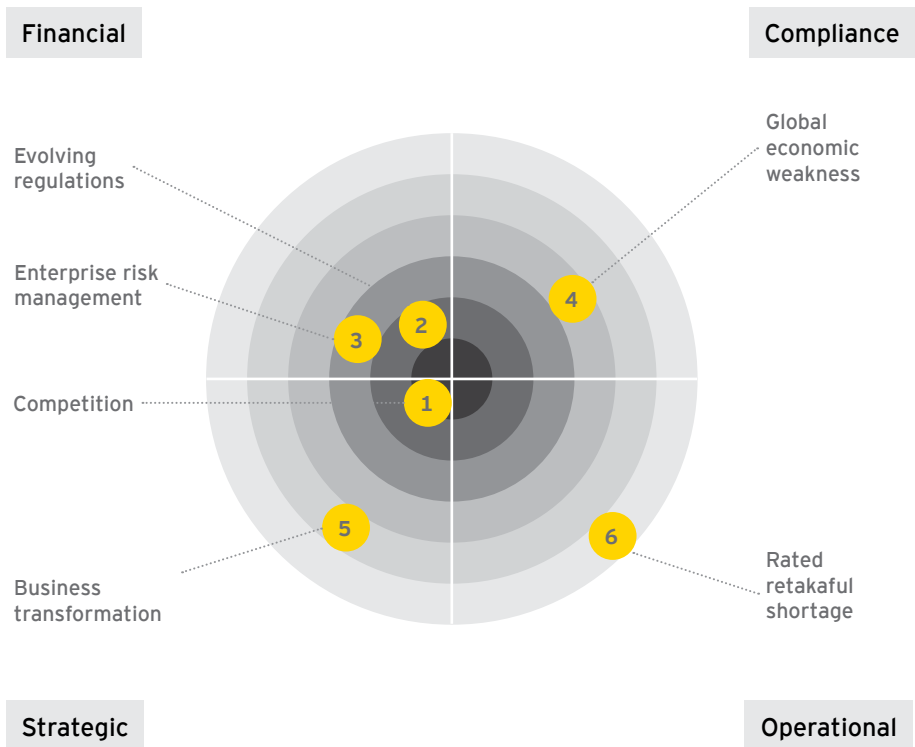 Financial
Compliance
Global
economic
weakness
Evolving
regulations
Enterprise risk
management
4
2
3
Competition
1
5
6
Rated
retakaful
shortage
Business
transformation
Strategic
Operational